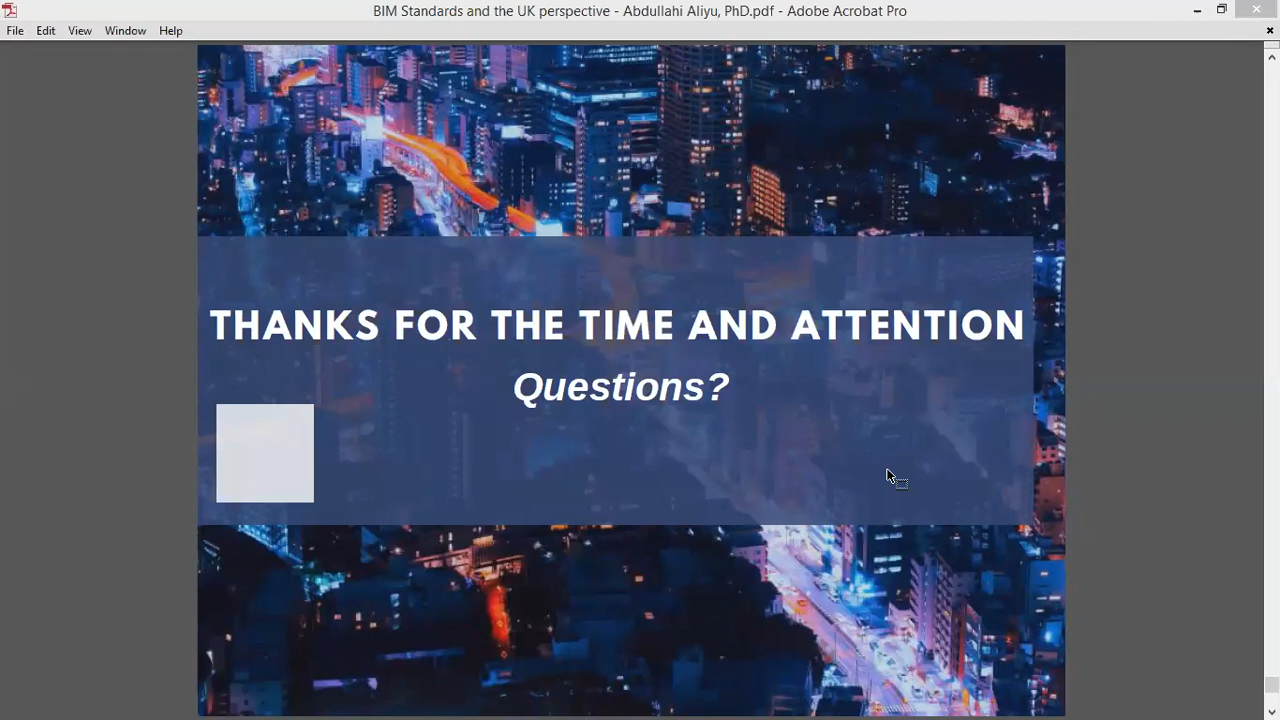 BIM Standards and the UK perspective - Abdullahi Aliyu, PhD.pdf - Adobe Acrobat Pro
File Edit View Window Help
THANKS FOR THE TIME AND ATTENTION
Questions?